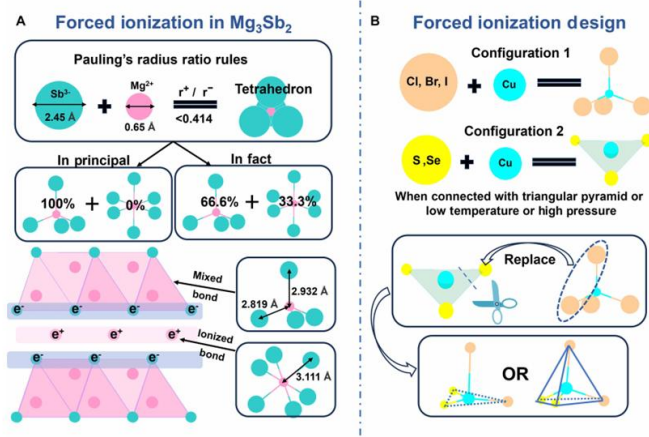 A Forced ionization in Mg₃Sb₂
Pauling's radius ratio rules
Sb³⁻
2.45 Å
+
Mg²⁺
0.65 Å
r⁺ / r⁻
<0.414
Tetrahedron
In principal
In fact
100% + 0%
66.6% + 33.3%
Mixed
bond
2.819 Å
2.932
Å
e⁻ e⁻ e⁻ e⁻
e⁺ e⁺ e⁺
e⁻ e⁻ e⁻ e⁻
Ionized
bond
3.111 Å
B Forced ionization design
Configuration 1
Cl, Br, I + Cu
Configuration 2
S ,Se + Cu
When connected with triangular pyramid or
low temperature or high pressure
Replace
OR